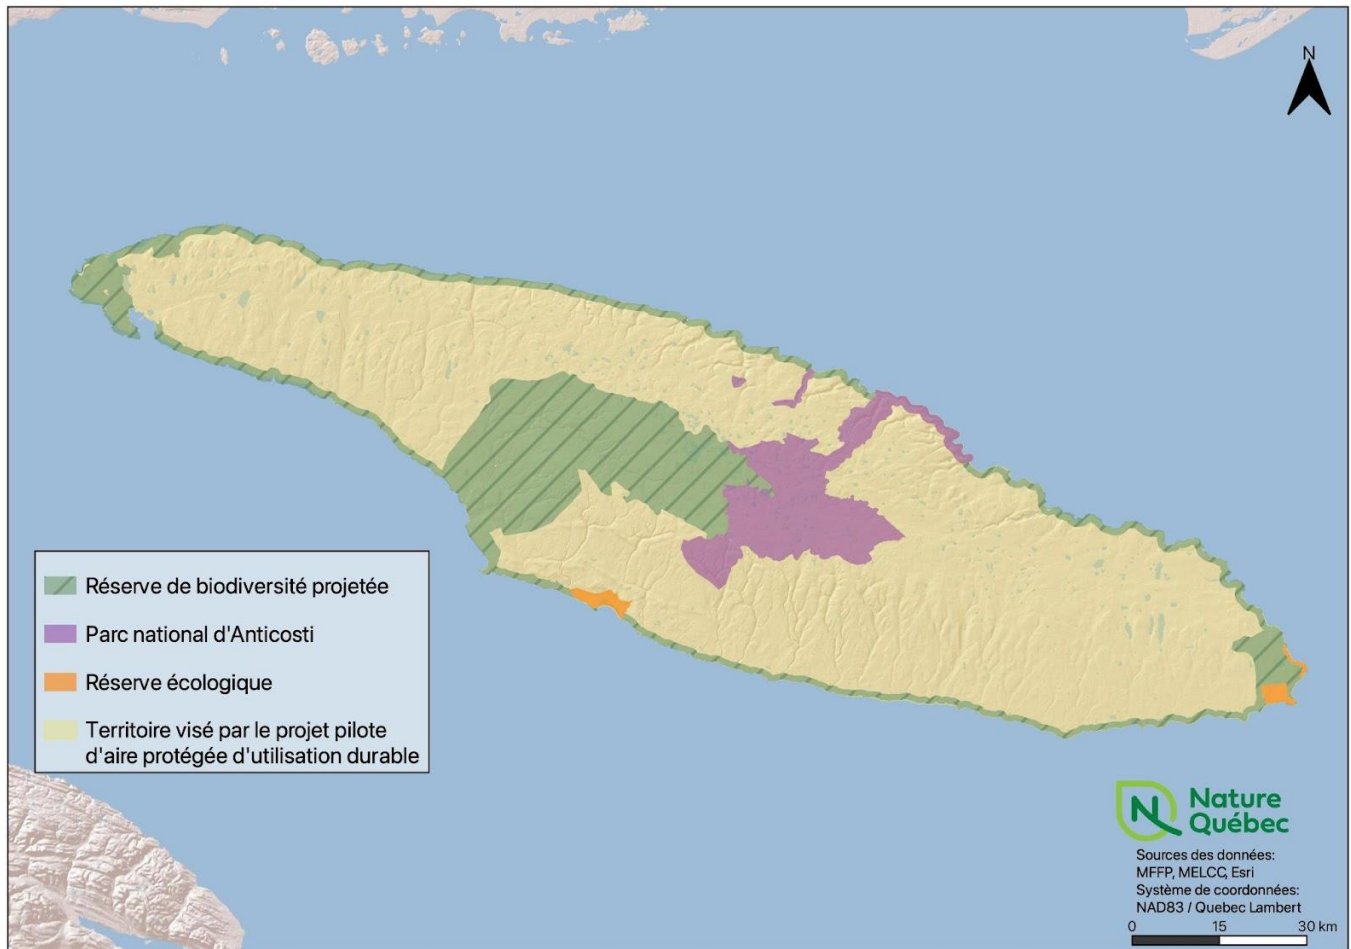 N
Réserve de biodiversité projetée
Parc national d'Anticosti
Réserve écologique
Territoire visé par le projet pilote
d'aire protégée d'utilisation durable
N
Nature
Québec
Sources des données:
MFFP, MELCC, Esri
Système de coordonnées:
NAD83 / Quebec Lambert
0 15 30 km